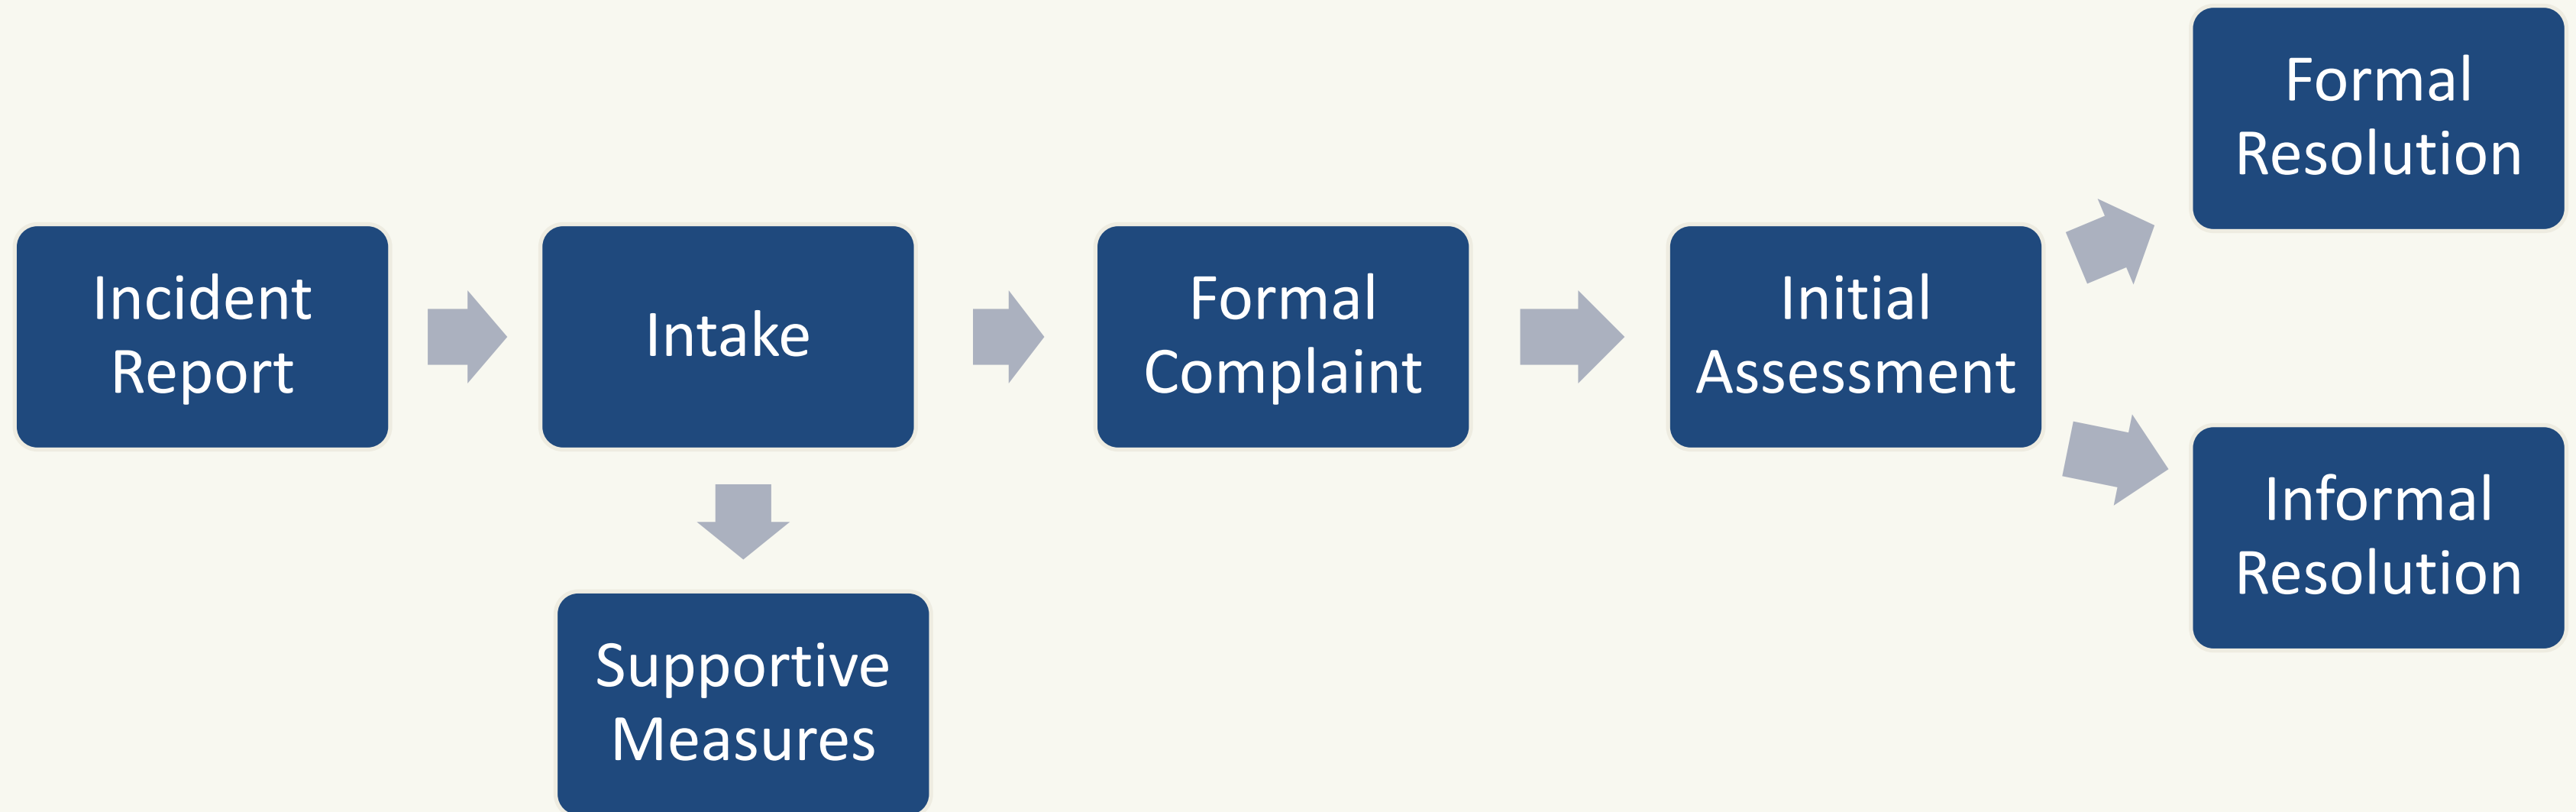 Incident
Report
Intake
Supportive
Measures
Formal
Complaint
Initial
Assessment
Formal
Resolution
Informal
Resolution